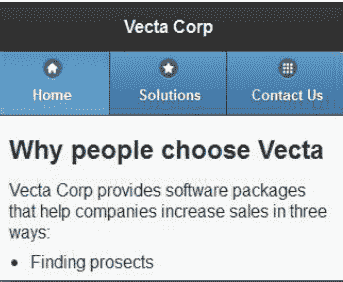 Vecta Corp
Home Solutions Contact Us
Why people choose Vecta
Vecta Corp provides software packages
that help companies increase sales in three
ways:
• Finding prosects